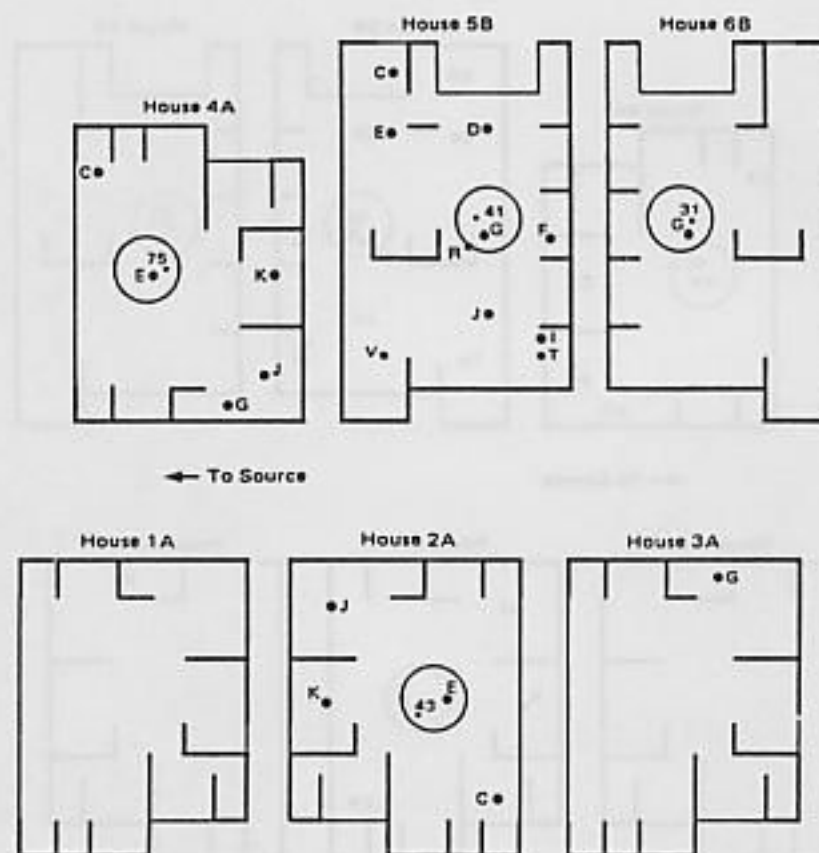 House 5B
House 6B
House 4A
C
E
D
C
41
G
F
R
31
G
75
E
K
J
I
T
V
J
G
← To Source
House 1A
House 2A
House 3A
J
G
K
43
E
C